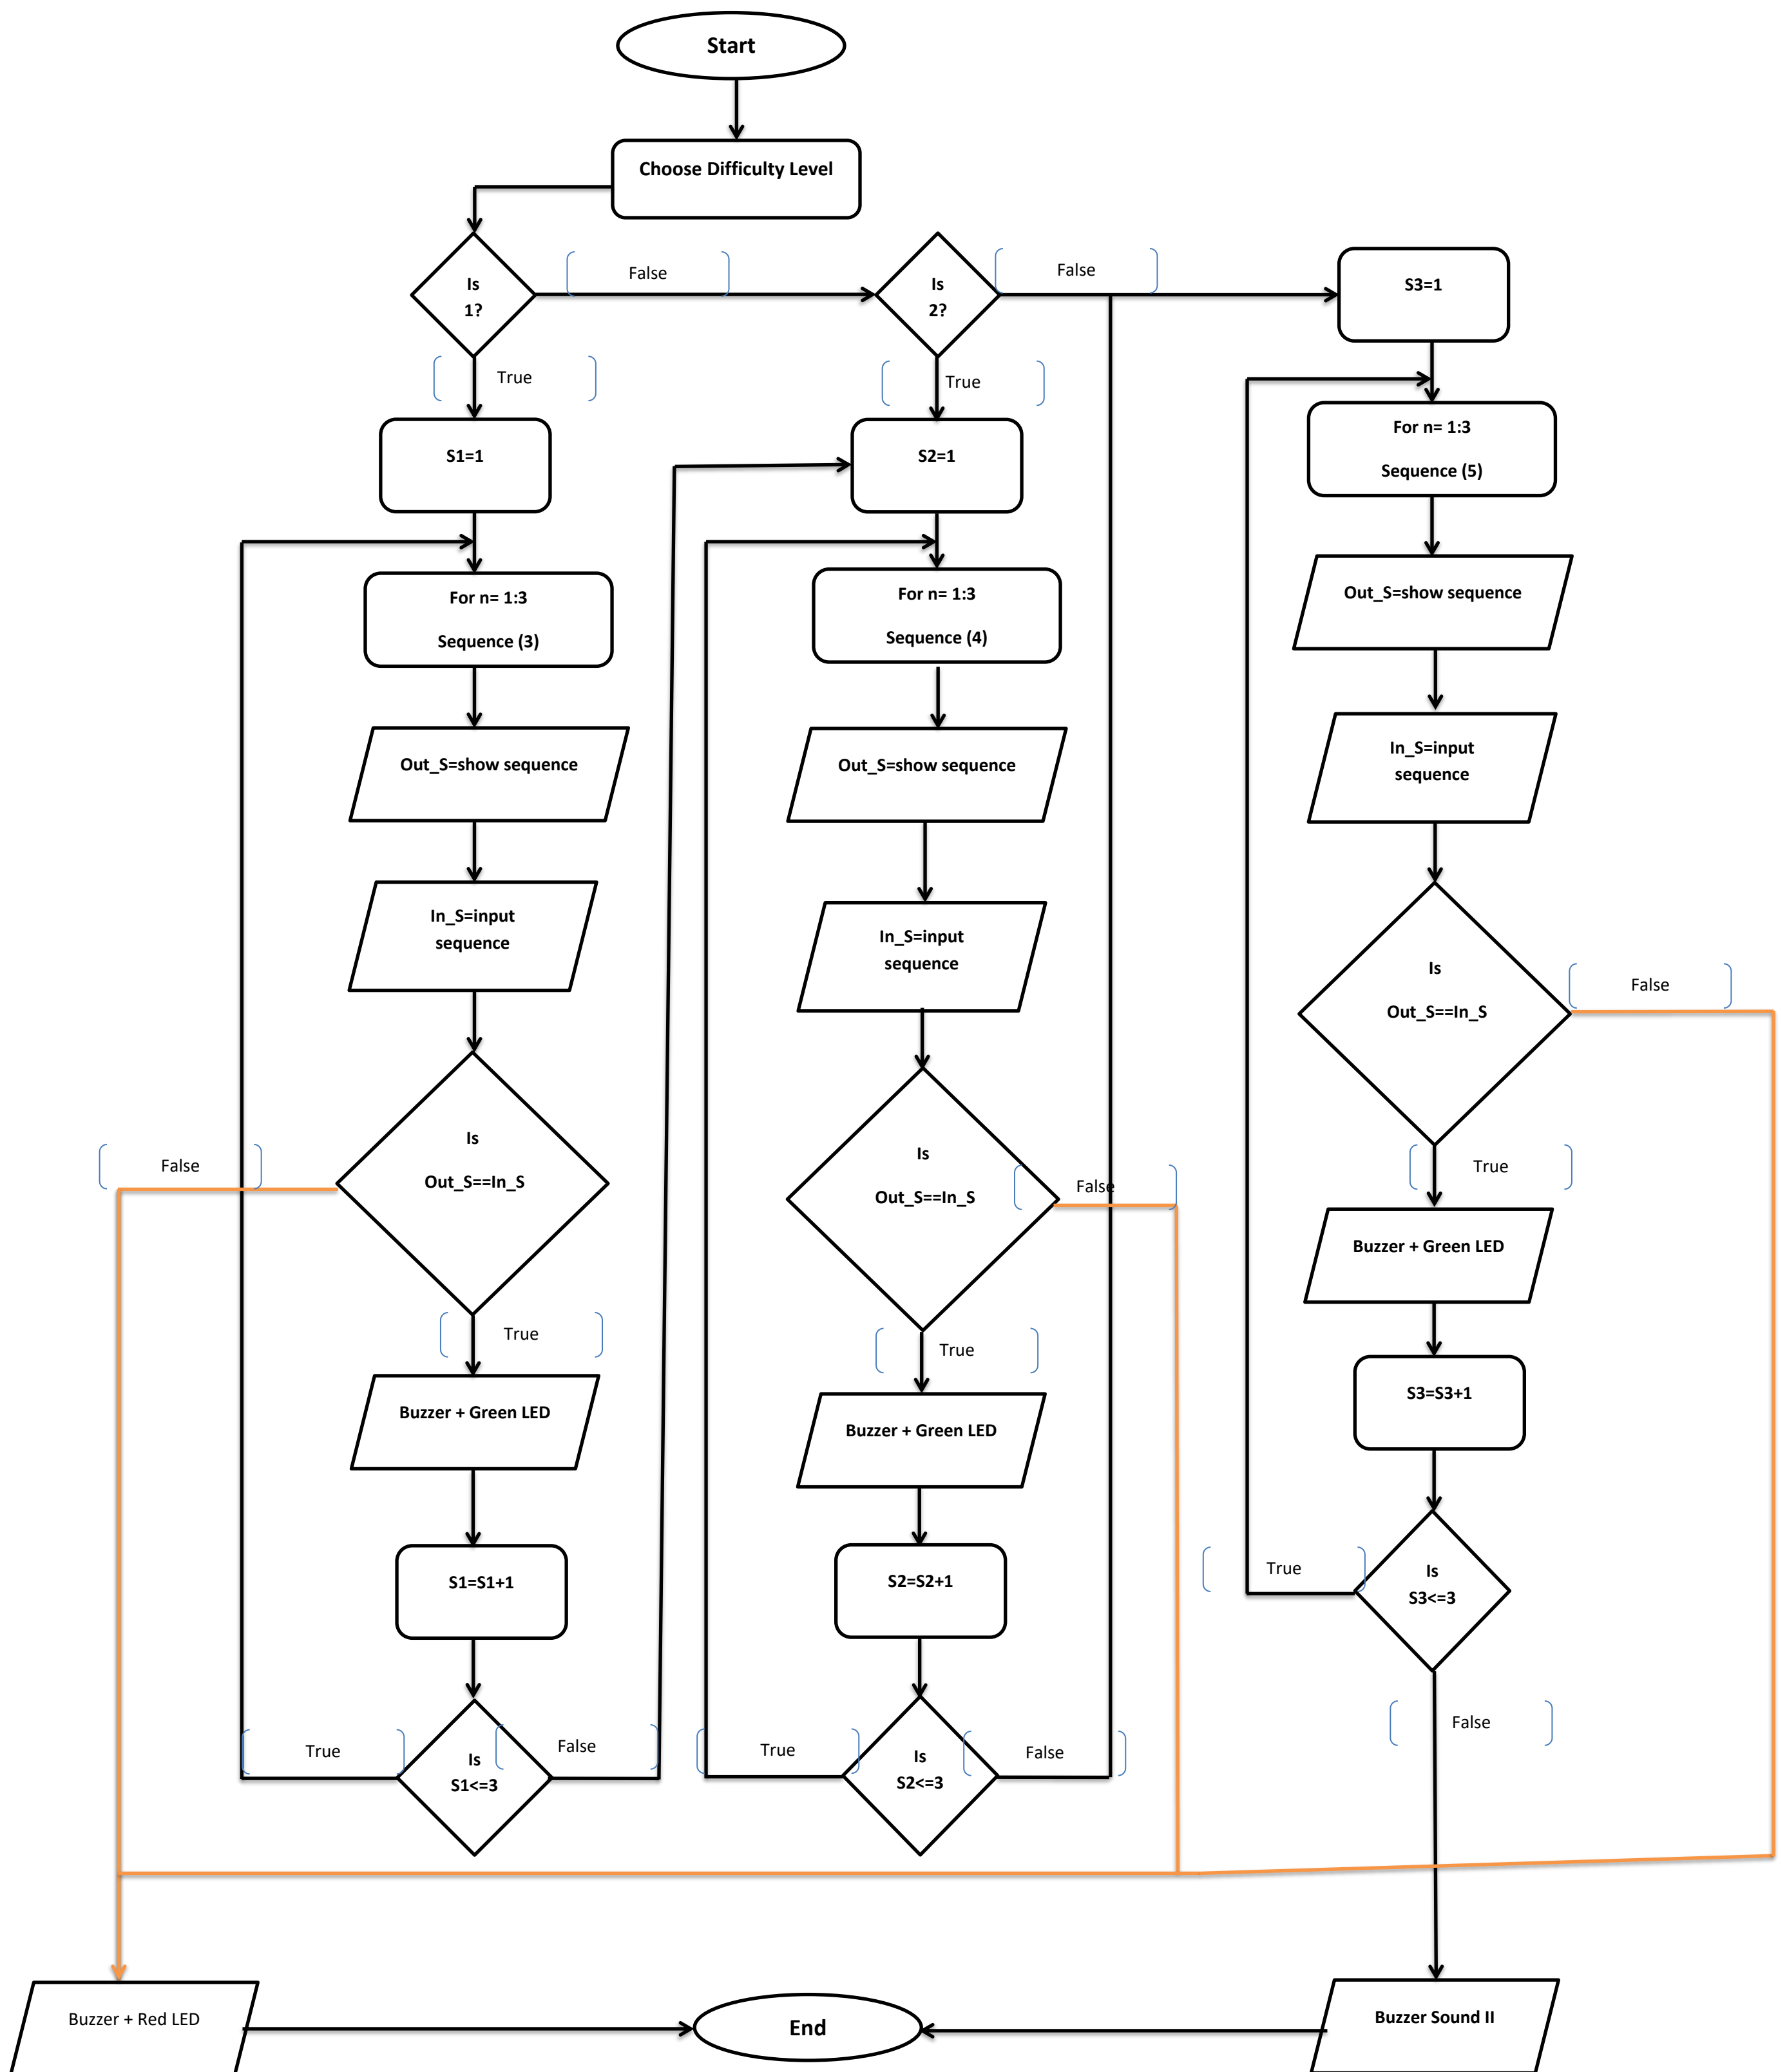 Start
Choose Difficulty Level
Is
1?
False
Is
2?
False
S3=1
True
True
S1=1
S2=1
For n= 1:3
Sequence (5)
For n= 1:3
Sequence (3)
For n= 1:3
Sequence (4)
Out_S=show sequence
Out_S=show sequence
Out_S=show sequence
In_S=input
sequence
In_S=input
sequence
In_S=input
sequence
Is
Out_S==In_S
False
Is
Out_S==In_S
False
Is
Out_S==In_S
False
True
Buzzer + Green LED
True
True
Buzzer + Green LED
Buzzer + Green LED
S3=S3+1
S1=S1+1
S2=S2+1
True
Is
S3<=3
False
True
Is
S1<=3
False
True
Is
S2<=3
False
Buzzer + Red LED
End
Buzzer Sound II